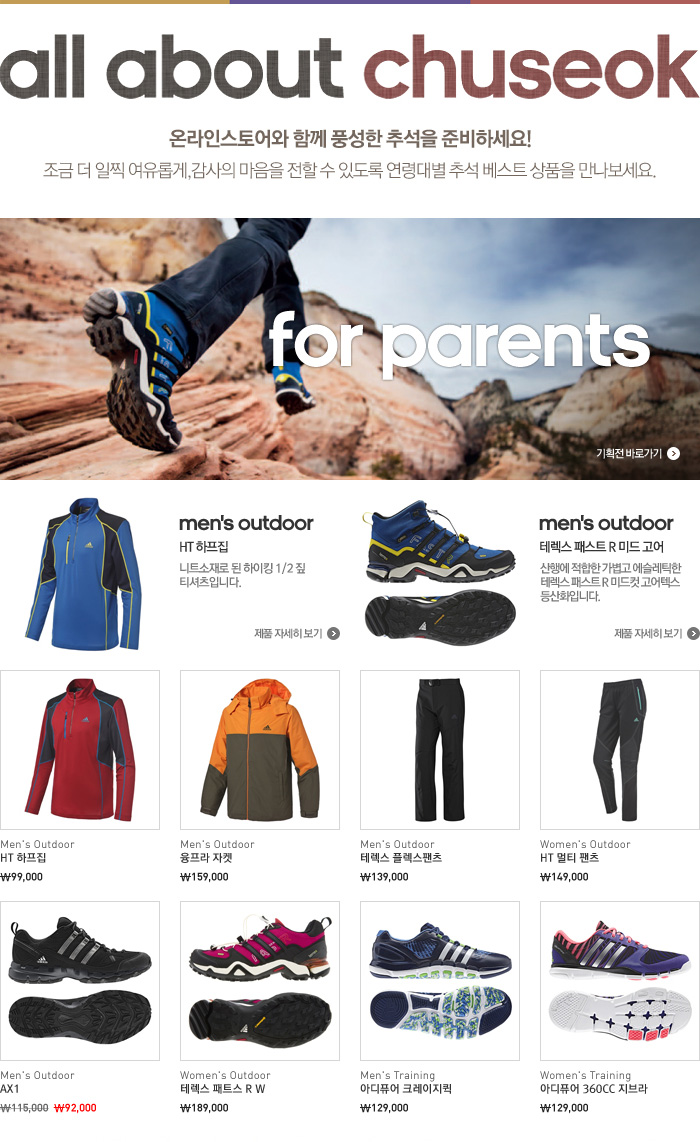 all about chuseok
온라인스토어와 함께 풍성한 추석을 준비하세요!
조금 더 일찍 여유롭게,감사의 마음을 전할 수 있도록 연령대별 추석 베스트 상품을 만나보세요.
for parents
기획전 바로가기
men's outdoor
HT 하프집
니트소재로 된 하이킹 1/2 짚
티셔츠입니다.
제품 자세히 보기
men's outdoor
테렉스 패스트 R 미드 고어
산행에 적합한 가볍고 에슬레틱한
테렉스 패스트 R 미드컷 고어텍스
등산화입니다.
제품 자세히 보기
Men's Outdoor
HT 하프집
₩99,000
Men's Outdoor
웅프라 자켓
₩159,000
Men's Outdoor
테렉스 플렉스팬츠
₩139,000
Women's Outdoor
HT 멀티 팬츠
₩149,000
Men's Outdoor
AX1
₩115,000 ₩92,000
Women's Outdoor
테렉스 패트스 R W
₩189,000
Men's Training
아디퓨어 크레이지퀵
₩129,000
Women's Training
아디퓨어 360CC 지브라
₩129,000